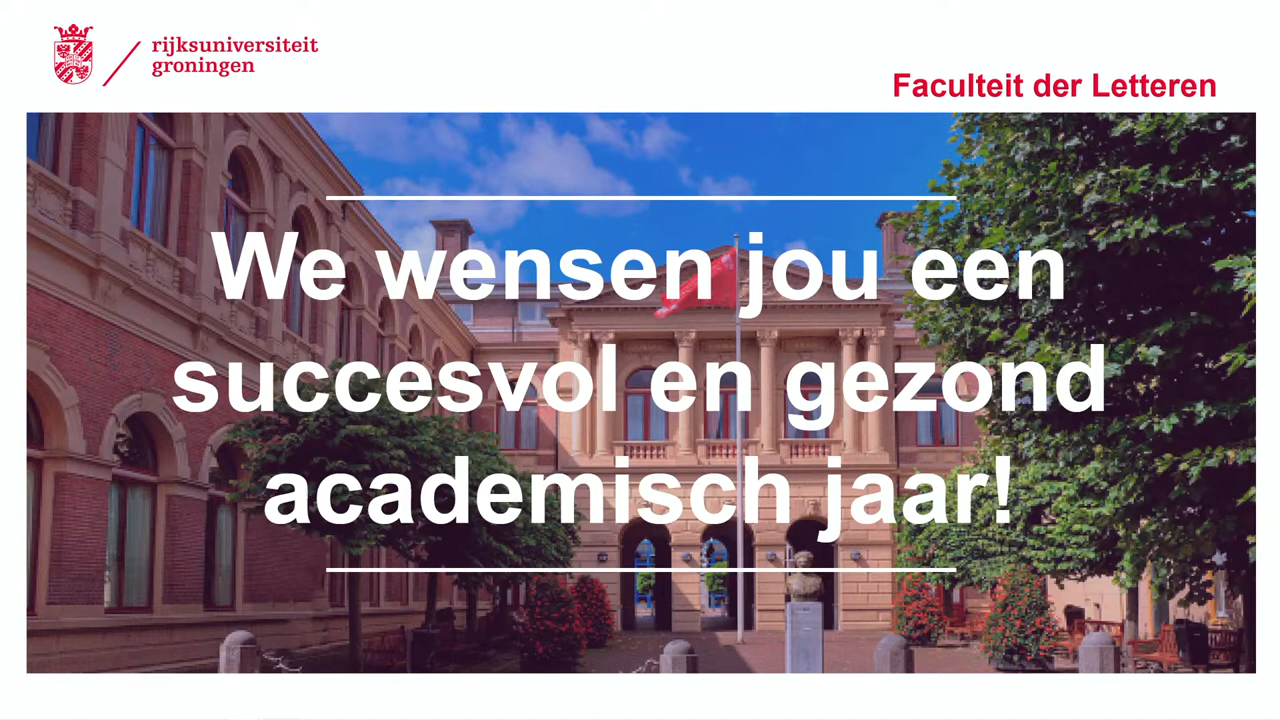 rijksuniversiteit
groningen
Faculteit der Letteren
We wensen jou een
succesvol en gezond
academisch jaar!